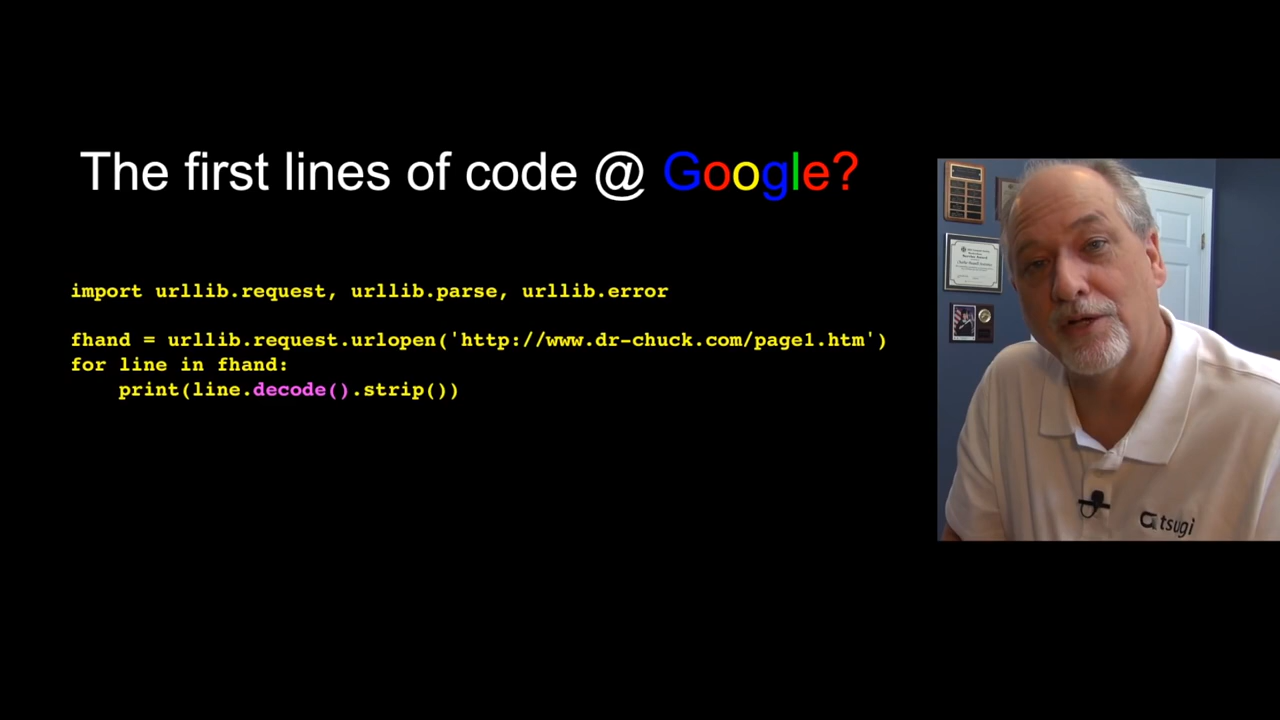 The first lines of code @ Google?
import urllib.request, urllib.parse, urllib.error
fhand = urllib.request.urlopen('http://www.dr-chuck.com/page1.htm')
for line in fhand:
    print(line.decode().strip())
tsugi